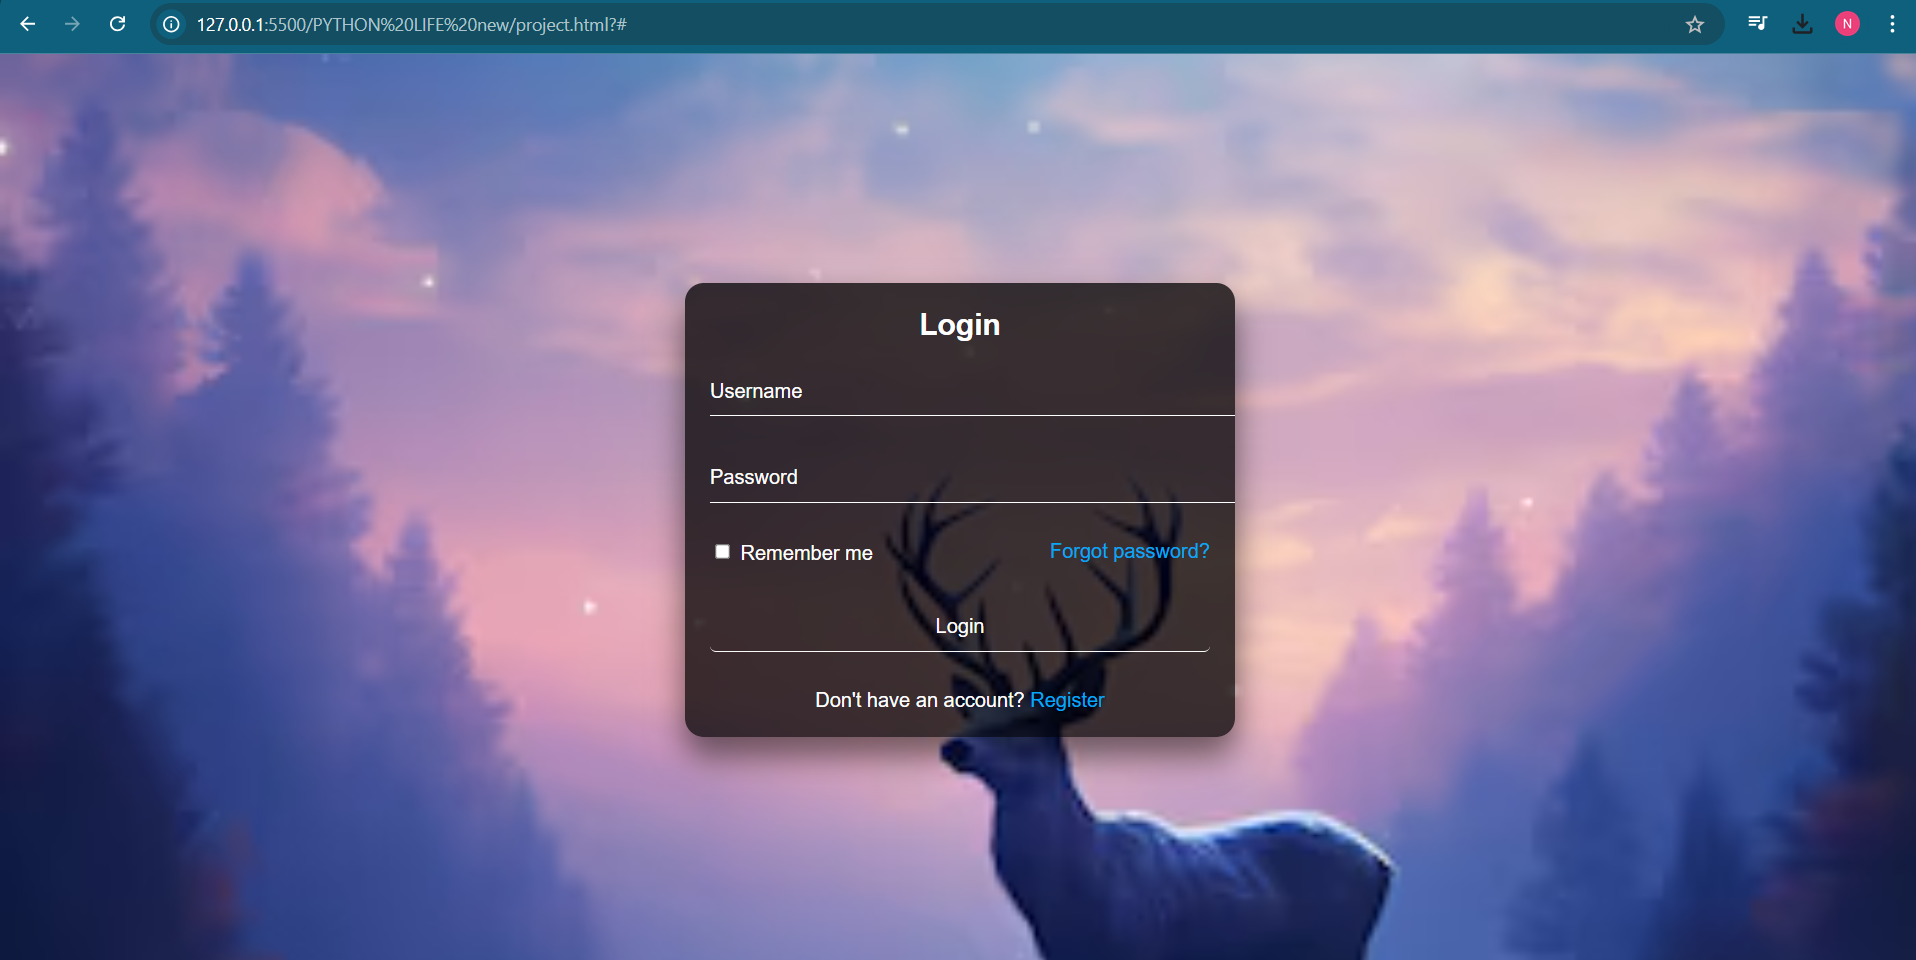 127.0.0.1:5500/PYTHON%20LIFE%20new/project.html?#
N
Login
Username
Password
Remember me Forgot password?
Login
Don't have an account? Register